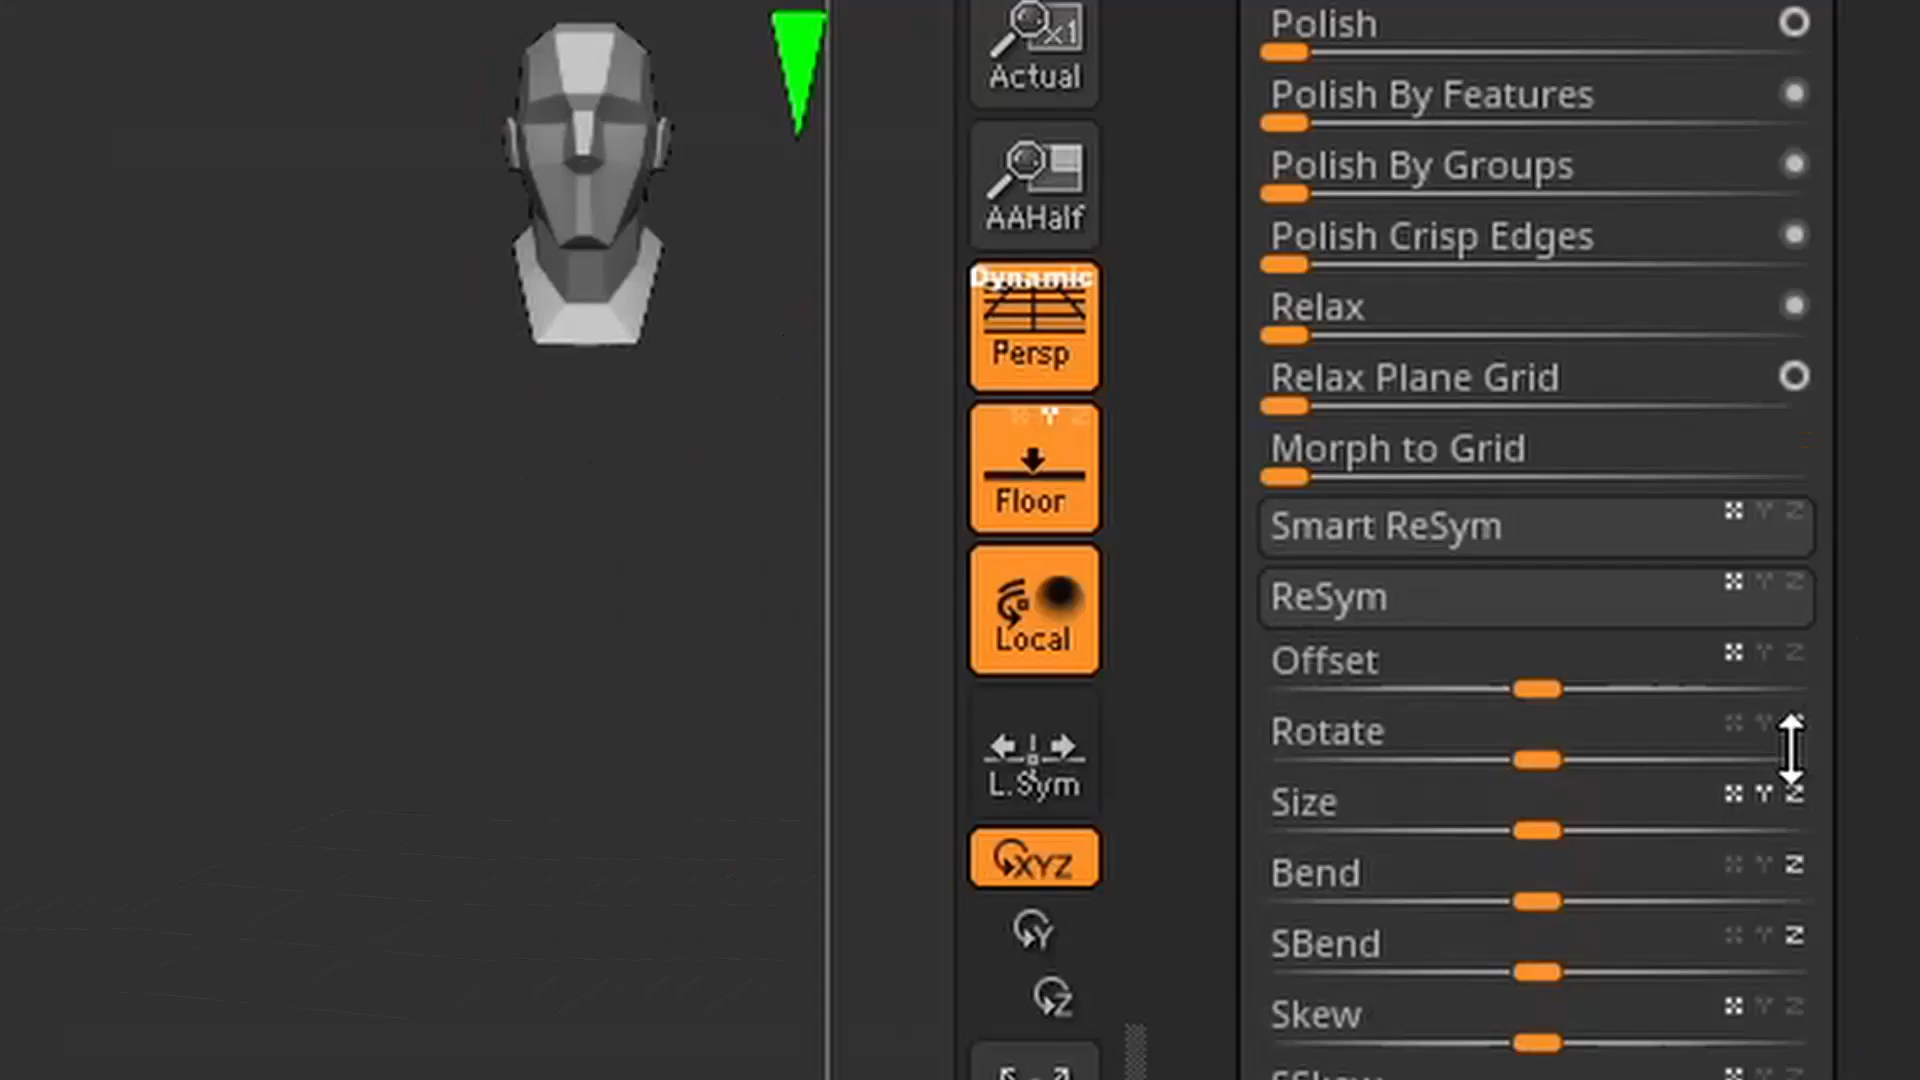 x1
Actual
AAHalf
Dynamic
Persp
Y
Floor
Local
L.Sym
XYZ
Y
Z
Polish
Polish By Features
Polish By Groups
Polish Crisp Edges
Relax
Relax Plane Grid
Morph to Grid
Smart ReSym X Y Z
ReSym X Y Z
Offset X Y Z
Rotate X Y
Size X Y Z
Bend X Y Z
SBend X Y Z
Skew X Y Z